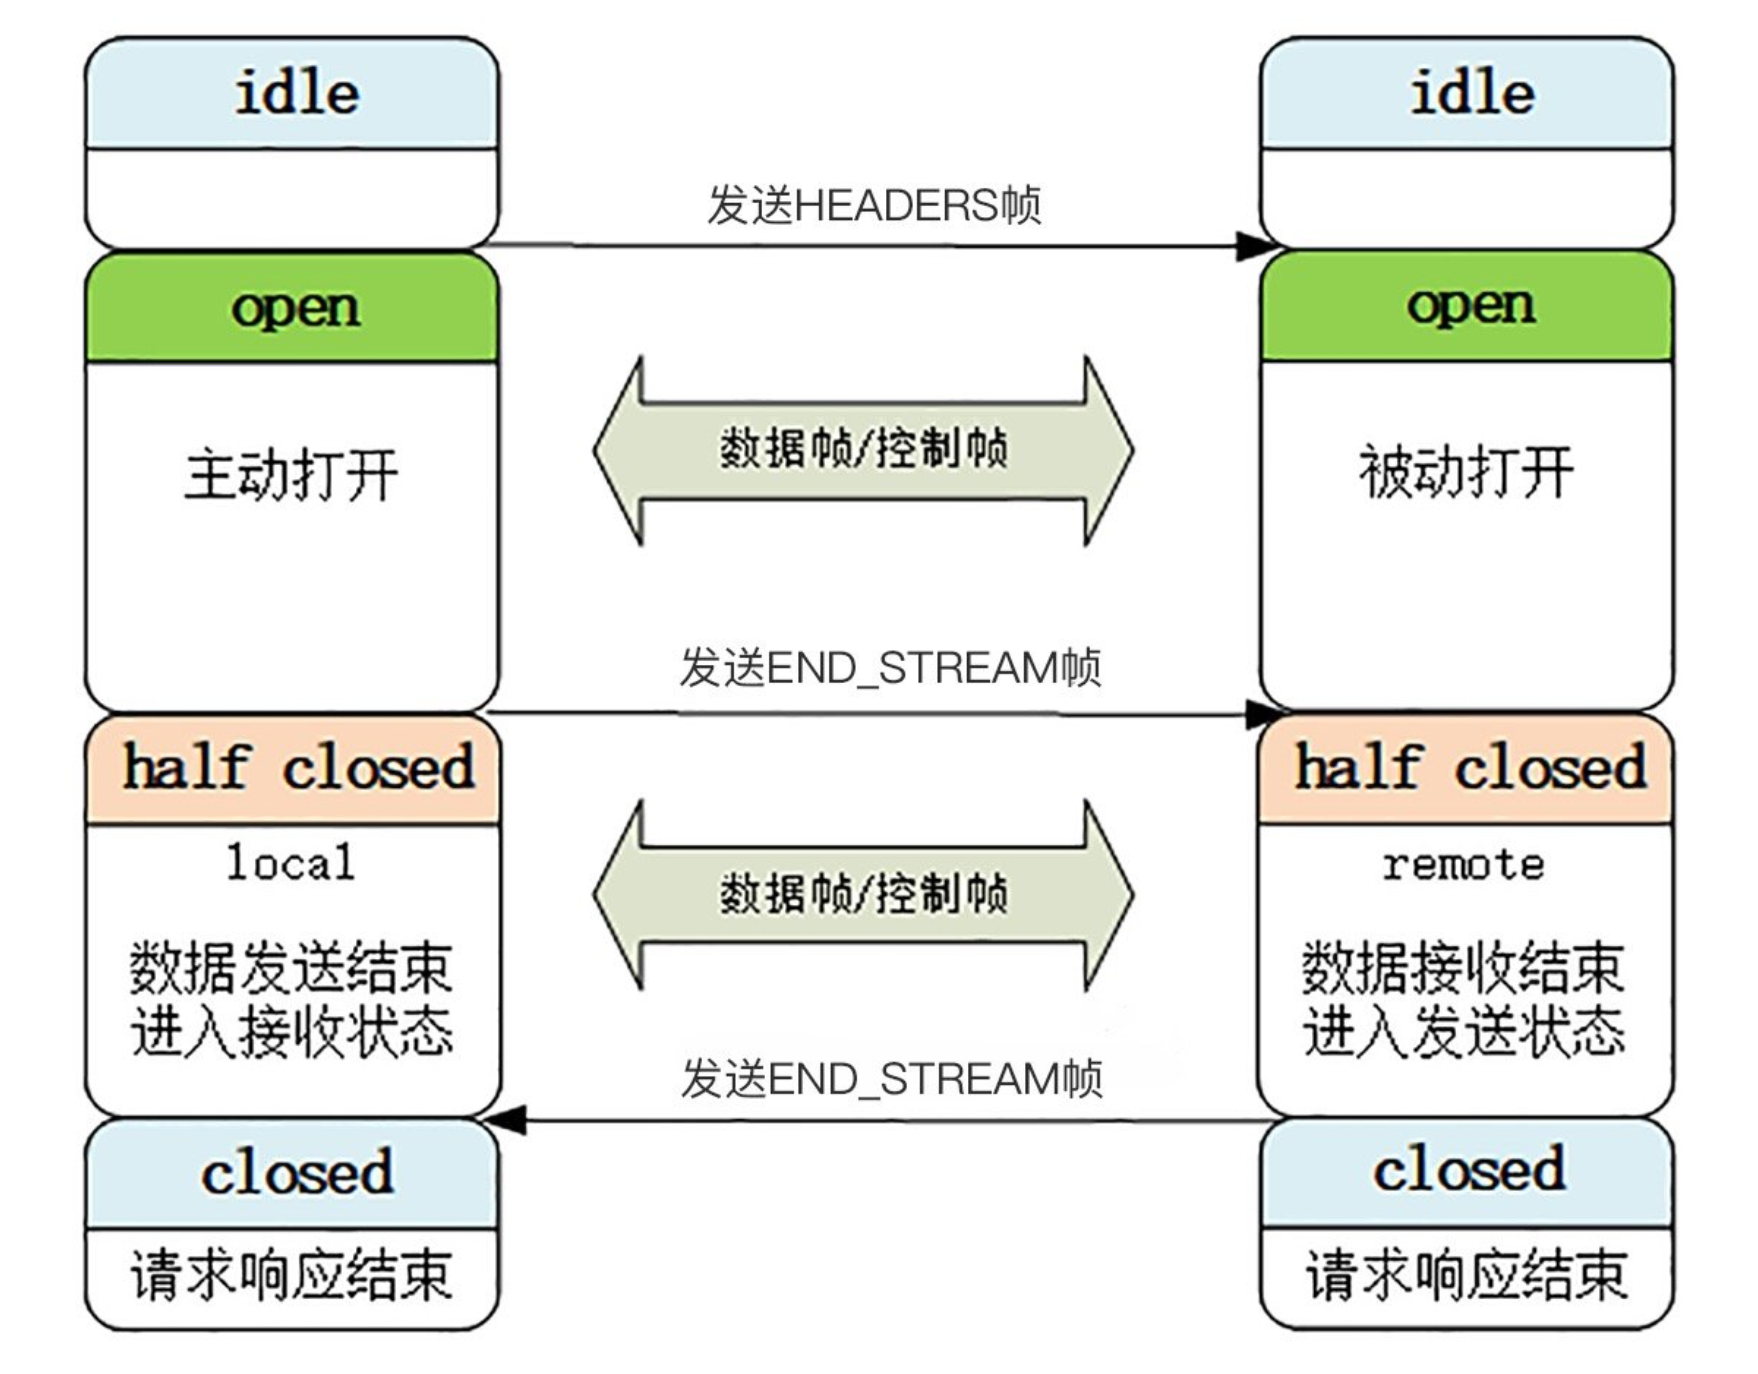 idle
idle
发送HEADERS帧
open
open
主动打开
数据帧/控制帧
被动打开
发送END_STREAM帧
half closed
half closed
local
remote
数据帧/控制帧
数据发送结束
进入接收状态
数据接收结束
进入发送状态
发送END_STREAM帧
closed
closed
请求响应结束
请求响应结束